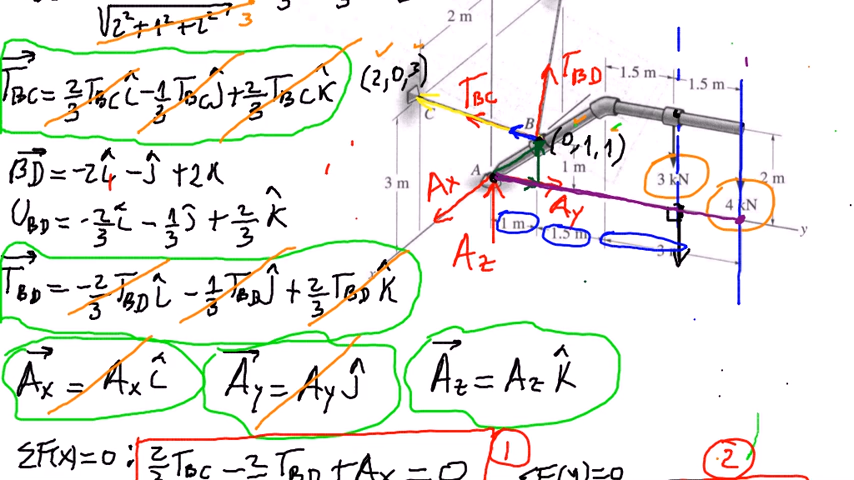 √2²+1²+2² 3
T⃗BC = 2/3 TBC î - 1/3 TBC ĵ + 2/3 TBC k̂
BD⃗ = -2î - ĵ + 2k
UBD = -2/3 î - 1/3 ĵ + 2/3 k̂
T⃗BD = -2/3 TBD î - 1/3 TBD ĵ + 2/3 TBD k̂
A⃗x = Ax î
A⃗y = Ay ĵ
A⃗z = Az k̂
ΣF(x)=0: 2/3 TBC - 2/3 TBD + Ax = 0
1
ΣF(y)=0
2
2 m
(2,0,3)
C
TBC
TBD
1.5 m
1.5 m
B
(0,1,1)
A
1 m
3 kN
2 m
3 m
Ax
Ay
4 kN
1 m
1.5 m
y
Az
3
x